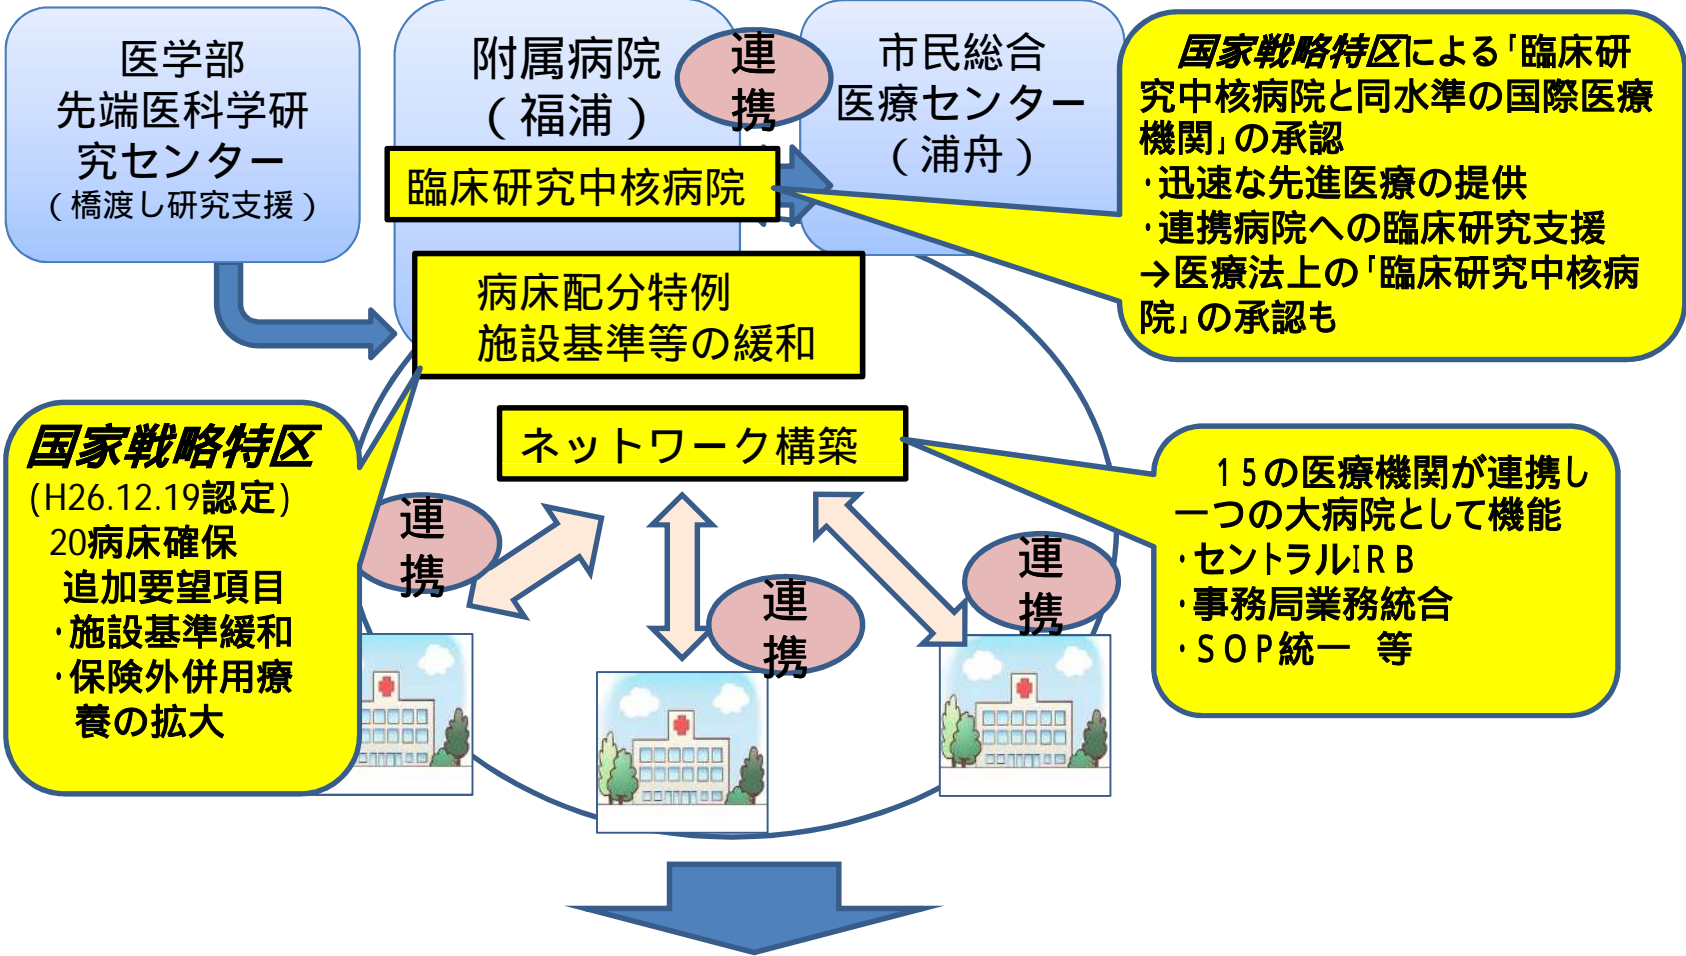 医学部
先端医科学研
究センター
（橋渡し研究支援）
附属病院
（福浦）
連
携
市民総合
医療センター
（浦舟）
臨床研究中核病院
国家戦略特区による「臨床研
究中核病院と同水準の国際医療
機関」の承認
・迅速な先進医療の提供
・連携病院への臨床研究支援
→医療法上の「臨床研究中核病
院」の承認も
病床配分特例
施設基準等の緩和
国家戦略特区
(H26.12.19認定)
20病床確保
追加要望項目
・施設基準緩和
・保険外併用療
養の拡大
ネットワーク構築
15の医療機関が連携し
一つの大病院として機能
・セントラルIRB
・事務局業務統合
・SOP統一 等
連
携
連
携
連
携